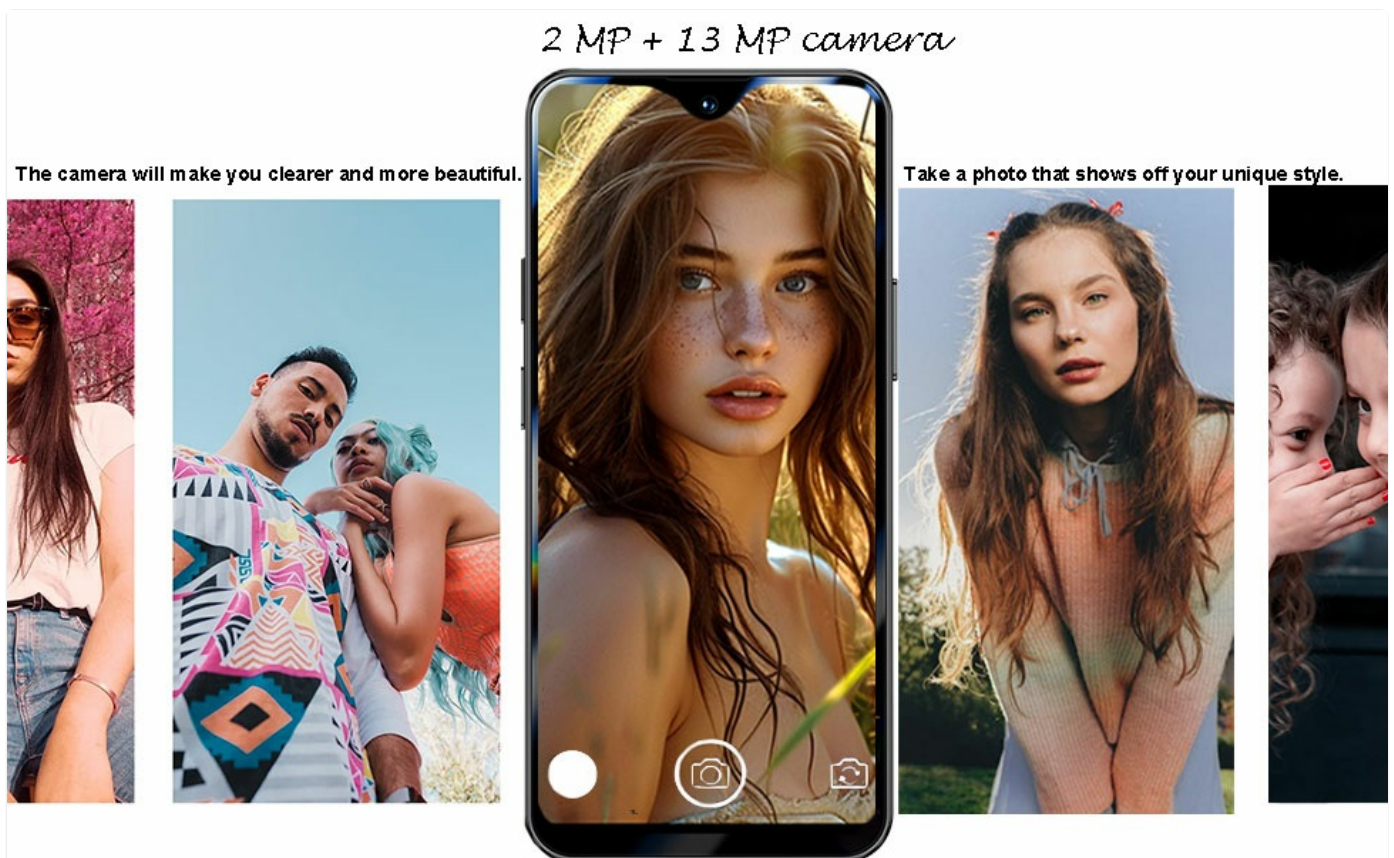 2 MP + 13 MP camera
The camera will make you clearer and more beautiful.
Take a photo that shows off your unique style.